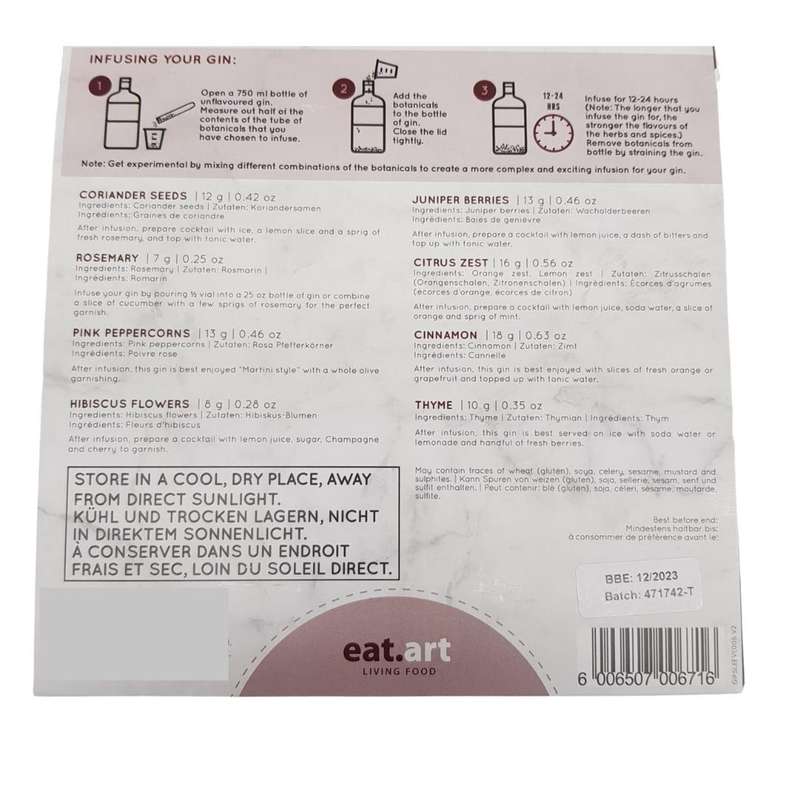 INFUSING YOUR GIN:
1
Open a 750 ml bottle of
unflavoured gin.
Measure out half of the
contents of the tube of
botanicals that you
have chosen to infuse.
2
Add the
botanicals
to the bottle
of gin.
Close the lid
tightly.
3
12-24
HRS
Infuse for 12-24 hours
(Note: The longer that you
infuse the gin for, the
stronger the flavours of
the herbs and spices.)
Remove botanicals from
bottle by straining the gin.
Note: Get experimental by mixing different combinations of the botanicals to create a more complex and exciting infusion for your gin.
CORIANDER SEEDS | 12 g | 0.42 oz
Ingredients: Coriander seeds | Zutaten: Koriandersamen
Ingrédients: Graines de coriandre
After infusion, prepare cocktail with ice, a lemon slice and a sprig of
fresh rosemary, and top with tonic water.
ROSEMARY | 7 g | 0.25 oz
Ingredients: Rosemary | Zutaten: Rosmarin |
Ingrédients: Romarin
Infuse your gin by pouring ½ vial into a 25 oz bottle of gin or combine
a slice of cucumber with a few sprigs of rosemary for the perfect
garnish.
PINK PEPPERCORNS | 13 g | 0.46 oz
Ingredients: Pink peppercorns | Zutaten: Rosa Pfefferkörner
Ingrédients: Poivre rose
After infusion, this gin is best enjoyed "Martini style" with a whole olive
garnishing.
HIBISCUS FLOWERS | 8 g | 0.28 oz
Ingredients: Hibiscus flowers | Zutaten: Hibiskus-Blumen
Ingrédients: Fleurs d'hibiscus
After infusion, prepare a cocktail with lemon juice, sugar, Champagne
and cherry to garnish.
JUNIPER BERRIES | 13 g | 0.46 oz
Ingredients: Juniper berries | Zutaten: Wacholderbeeren
Ingrédients: Baies de genièvre
After infusion, prepare a cocktail with lemon juice, a dash of bitters and
top up with tonic water.
CITRUS ZEST | 16 g | 0.56 oz
Ingredients: Orange zest, Lemon zest | Zutaten: Zitrusschalen
(Orangenschalen, Zitronenschalen) | Ingrédients: Écorces d'agrumes
(écorces d'orange, écorces de citron)
After infusion, prepare a cocktail with lemon juice, soda water, a slice of
orange and sprig of mint.
CINNAMON | 18 g | 0.63 oz
Ingredients: Cinnamon | Zutaten: Zimt
Ingrédients: Cannelle
After infusion, this gin is best enjoyed with slices of fresh orange or
grapefruit and topped up with tonic water.
THYME | 10 g | 0.35 oz
Ingredients: Thyme | Zutaten: Thymian | Ingrédients: Thym
After infusion, this gin is best served on ice with soda water or
lemonade and handful of fresh berries.
May contain traces of wheat (gluten), soya, celery, sesame, mustard and
sulphites. | Kann Spuren von weizen (gluten), soja, sellerie, sesam, senf und
sulfit enthalten. | Peut contenir: blé (gluten), soja, céleri, sésame, moutarde,
sulfite.
STORE IN A COOL, DRY PLACE, AWAY
FROM DIRECT SUNLIGHT.
KÜHL UND TROCKEN LAGERN, NICHT
IN DIREKTEM SONNENLICHT.
À CONSERVER DANS UN ENDROIT
FRAIS ET SEC, LOIN DU SOLEIL DIRECT.
Best before end:
Mindestens haltbar bis:
à consommer de préférence avant le:
BBE: 12/2023
Batch: 471742-T
eat.art
LIVING FOOD
6 006507 006716